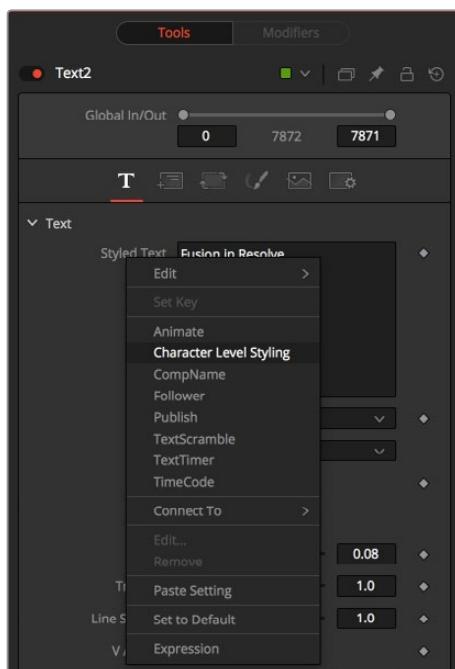 Tools Modifiers
Text2
Global In/Out
0 7872 7871
T
Text
Styled Text Fusion in Resolve
Edit
Set Key
Animate
Character Level Styling
CompName
Follower
Publish
TextScramble
TextTimer
TimeCode
Connect To
Edit...
0.08
Remove
Paste Setting 1.0
Line S Set to Default 1.0
V Expression